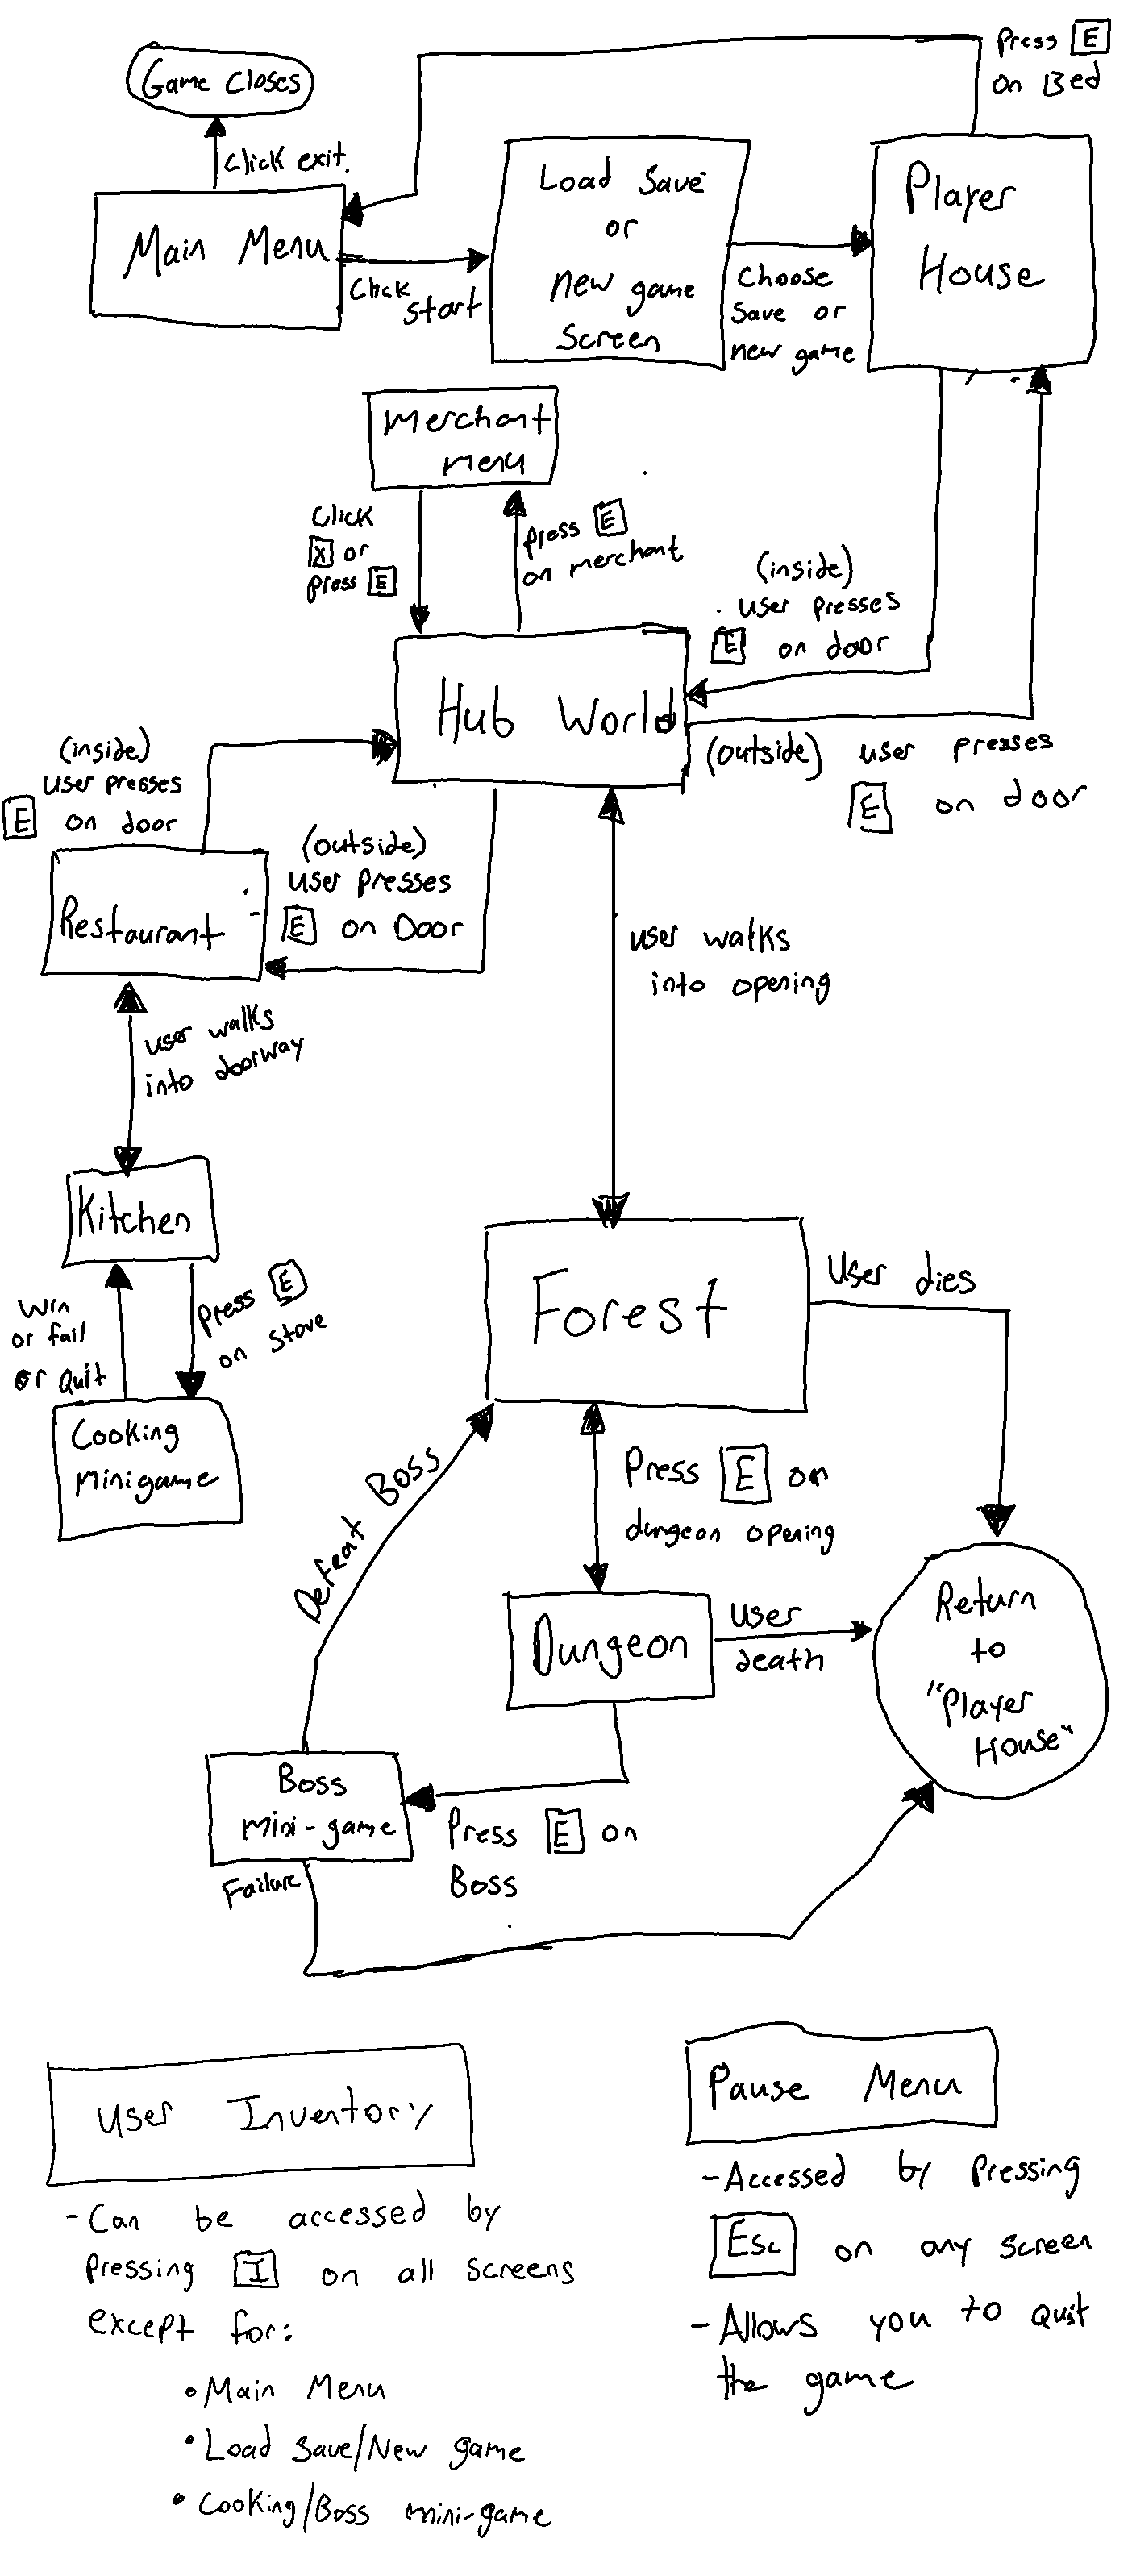 Game Closes
Click exit.
Main Menu
Click
start
Load Save
or
new game
screen
Choose
save or
new game
Press E
on Bed
Player
House
merchant
menu
Click
X or
press E
press E
on merchant
(inside)
user presses
E on door
Hub World
(outside) user presses
E on door
(inside)
user presses
E on door
(outside)
user presses
E on Door
Restaurant
user walks
into doorway
user walks
into opening
Kitchen
win
or fail
or Quit
press E
on stove
Cooking
minigame
Forest
User dies
Defeat Boss
Press E on
dungeon opening
Dungeon
user
death
Return
to
"Player
House"
Boss
mini-game
Press E on
Boss
Failure
User Inventory
- Can be accessed by
pressing I on all screens
except for:
• Main Menu
• Load Save/New game
• Cooking/Boss mini-game
Pause Menu
- Accessed by pressing
Esc on any screen
- Allows you to quit
the game